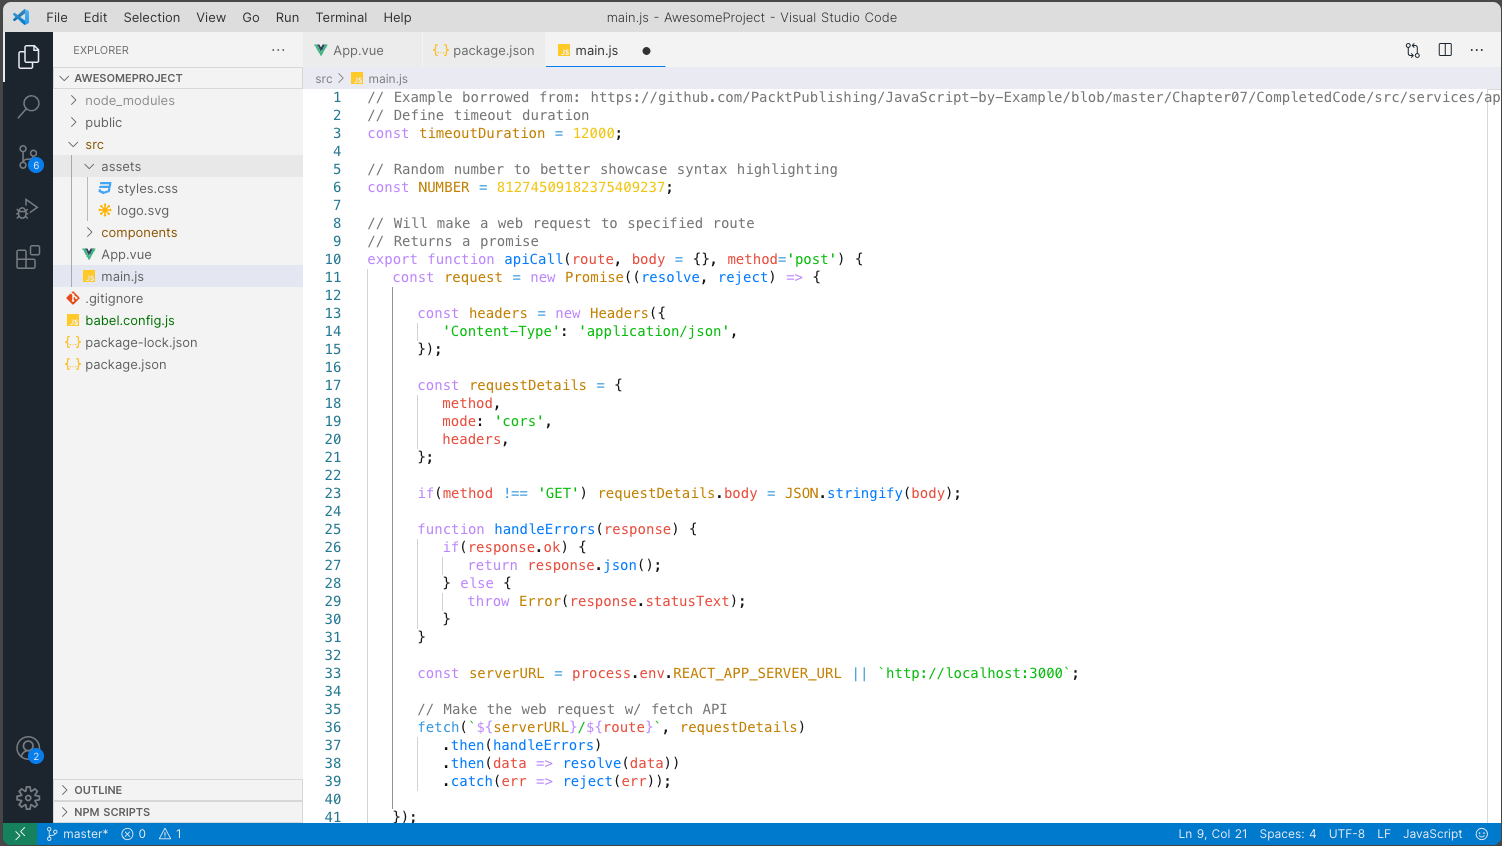 File Edit Selection View Go Run Terminal Help
main.js - AwesomeProject - Visual Studio Code
EXPLORER
AWESOMEPROJECT
node_modules
public
src
assets
styles.css
logo.svg
components
App.vue
main.js
.gitignore
babel.config.js
package-lock.json
package.json
OUTLINE
NPM SCRIPTS
6
2
App.vue
package.json
main.js
src > main.js
1 // Example borrowed from: https://github.com/PacktPublishing/JavaScript-by-Example/blob/master/Chapter07/CompletedCode/src/services/ap
2 // Define timeout duration
3 const timeoutDuration = 12000;
4
5 // Random number to better showcase syntax highlighting
6 const NUMBER = 81274509182375409237;
7
8 // Will make a web request to specified route
9 // Returns a promise
10 export function apiCall(route, body = {}, method='post') {
11 const request = new Promise((resolve, reject) => {
12
13 const headers = new Headers({
14 'Content-Type': 'application/json',
15 });
16
17 const requestDetails = {
18 method,
19 mode: 'cors',
20 headers,
21 };
22
23 if(method !== 'GET') requestDetails.body = JSON.stringify(body);
24
25 function handleErrors(response) {
26 if(response.ok) {
27 return response.json();
28 } else {
29 throw Error(response.statusText);
30 }
31 }
32
33 const serverURL = process.env.REACT_APP_SERVER_URL || `http://localhost:3000`;
34
35 // Make the web request w/ fetch API
36 fetch(`${serverURL}/${route}`, requestDetails)
37 .then(handleErrors)
38 .then(data => resolve(data))
39 .catch(err => reject(err));
40
41 });
master* 0 1
Ln 9, Col 21 Spaces: 4 UTF-8 LF JavaScript